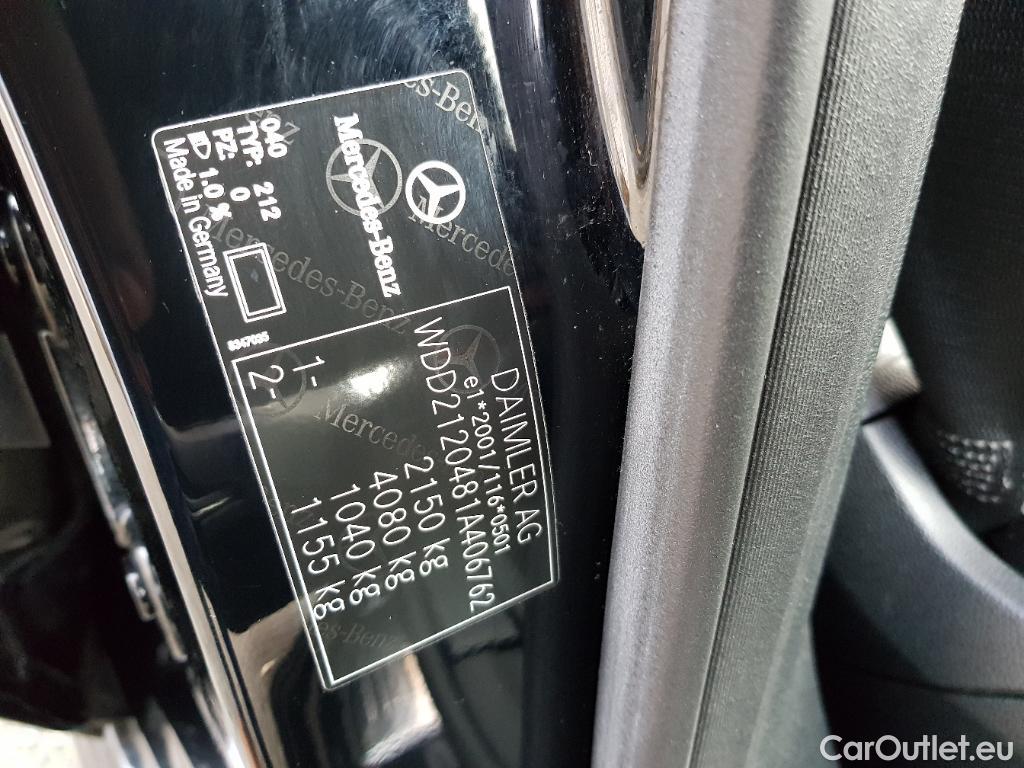 Mercedes-Benz
DAIMLER AG
e1*2001/116*0501
WDD2120481A406762
2150 kg
4080 kg
1- 1040 kg
2- 1155 kg
040
TYP: 212
PZ: 0
1.0 %
Made in Germany
CarOutlet.eu